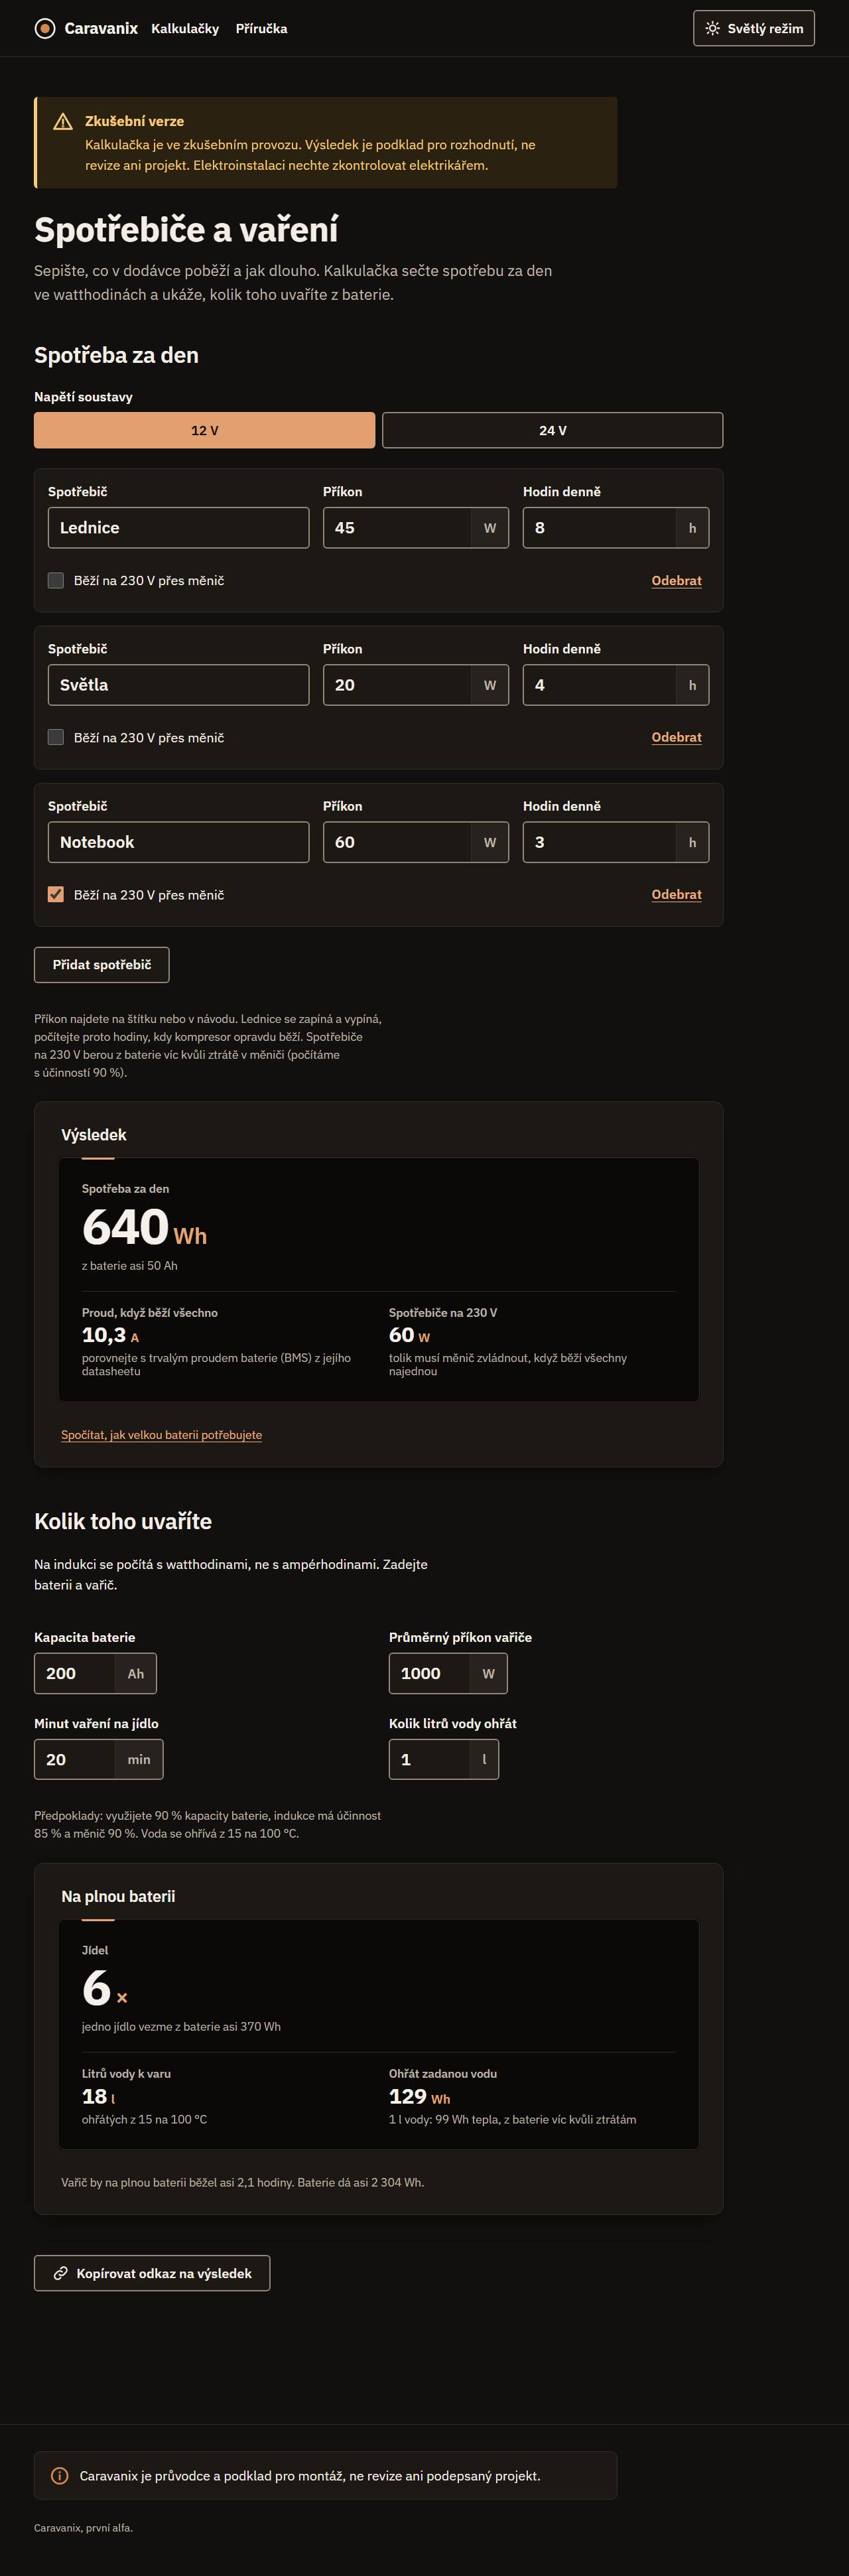 Caravanix Kalkulačky Příručka Světlý režim
Zkušební verze
Kalkulačka je ve zkušebním provozu. Výsledek je podklad pro rozhodnutí, ne
revize ani projekt. Elektroinstalaci nechte zkontrolovat elektrikářem.
Spotřebiče a vaření
Sepište, co v dodávce poběží a jak dlouho. Kalkulačka sečte spotřebu za den
ve watthodinách a ukáže, kolik toho uvaříte z baterie.
Spotřeba za den
Napětí soustavy
12 V 24 V
Spotřebič Příkon Hodin denně
Lednice 45 W 8 h
Běží na 230 V přes měnič Odebrat
Spotřebič Příkon Hodin denně
Světla 20 W 4 h
Běží na 230 V přes měnič Odebrat
Spotřebič Příkon Hodin denně
Notebook 60 W 3 h
Běží na 230 V přes měnič Odebrat
Přidat spotřebič
Příkon najdete na štítku nebo v návodu. Lednice se zapíná a vypíná,
počítejte proto hodiny, kdy kompresor opravdu běží. Spotřebiče
na 230 V berou z baterie víc kvůli ztrátě v měniči (počítáme
s účinností 90 %).
Výsledek
Spotřeba za den
640 Wh
z baterie asi 50 Ah
Proud, když běží všechno Spotřebiče na 230 V
10,3 A 60 W
porovnejte s trvalým proudem baterie (BMS) z jejího tolik musí měnič zvládnout, když běží všechny
datasheetu najednou
Spočítat, jak velkou baterii potřebujete
Kolik toho uvaříte
Na indukci se počítá s watthodinami, ne s ampérhodinami. Zadejte
baterii a vařič.
Kapacita baterie Průměrný příkon vařiče
200 Ah 1000 W
Minut vaření na jídlo Kolik litrů vody ohřát
20 min 1 l
Předpoklady: využijete 90 % kapacity baterie, indukce má účinnost
85 % a měnič 90 %. Voda se ohřívá z 15 na 100 °C.
Na plnou baterii
Jídel
6 ×
jedno jídlo vezme z baterie asi 370 Wh
Litrů vody k varu Ohřát zadanou vodu
18 l 129 Wh
ohřátých z 15 na 100 °C 1 l vody: 99 Wh tepla, z baterie víc kvůli ztrátám
Vařič by na plnou baterii běžel asi 2,1 hodiny. Baterie dá asi 2 304 Wh.
Kopírovat odkaz na výsledek
Caravanix je průvodce a podklad pro montáž, ne revize ani podepsaný projekt.
Caravanix, první alfa.